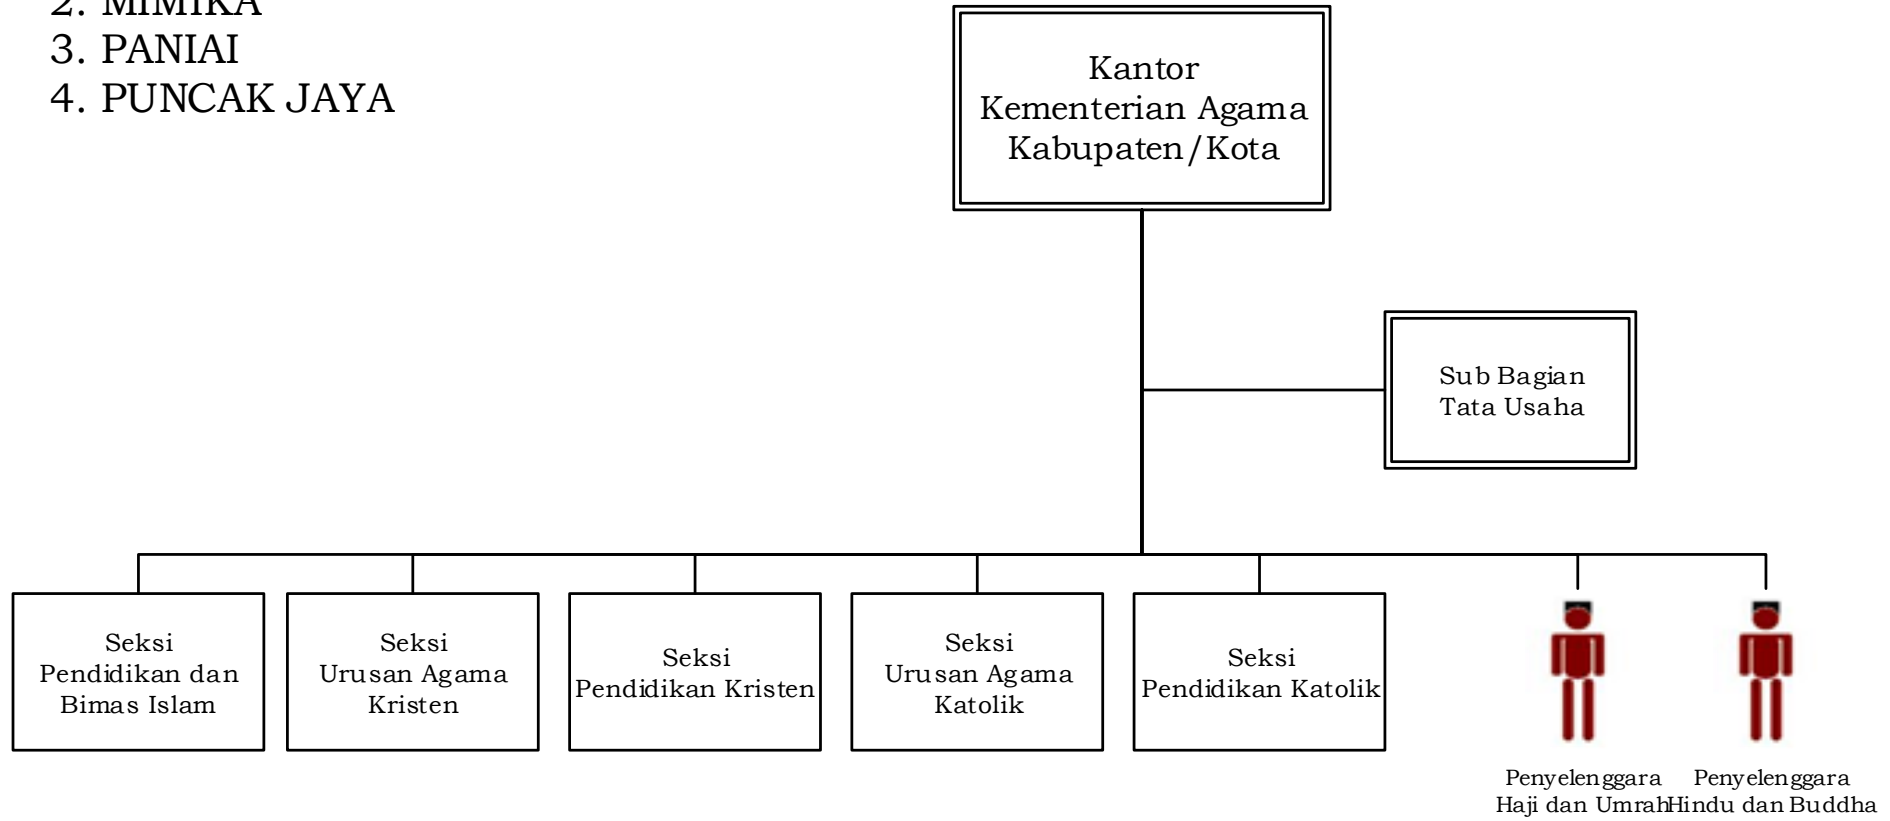 2. MIMIKA
3. PANIAI
4. PUNCAK JAYA
Kantor
Kementerian Agama
Kabupaten/Kota
Sub Bagian
Tata Usaha
Seksi
Pendidikan dan
Bimas Islam
Seksi
Urusan Agama
Kristen
Seksi
Pendidikan Kristen
Seksi
Urusan Agama
Katolik
Seksi
Pendidikan Katolik
Penyelenggara
Haji dan Umrah
Penyelenggara
Hindu dan Buddha